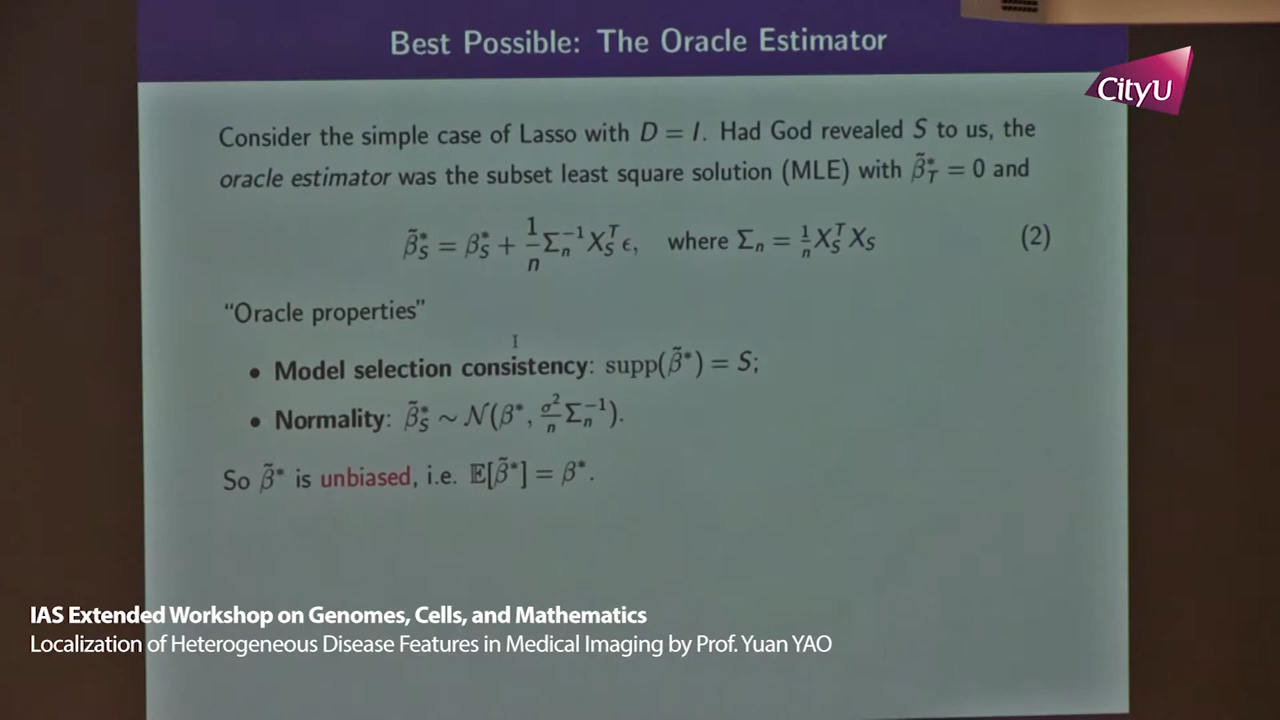 Best Possible: The Oracle Estimator
CityU
Consider the simple case of Lasso with D = I. Had God revealed S to us, the
oracle estimator was the subset least square solution (MLE) with β̃*_T = 0 and
β̃*_S = β*_S + 1/n Σ_n^{-1} X_S^T ε, where Σ_n = 1/n X_S^T X_S (2)
“Oracle properties”
• Model selection consistency: supp(β̃*) = S;
• Normality: β̃*_S ∼ N(β*, σ²/n Σ_n^{-1}).
So β̃* is unbiased, i.e. 𝔼[β̃*] = β*.
IAS Extended Workshop on Genomes, Cells, and Mathematics
Localization of Heterogeneous Disease Features in Medical Imaging by Prof. Yuan YAO